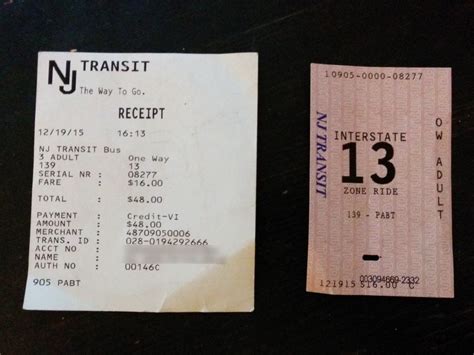 NJ TRANSIT
The Way To Go.
RECEIPT
12/19/15 16:13
NJ TRANSIT Bus
3 ADULT One Way
139 13
SERIAL NR : 08277
FARE : $16.00
TOTAL : $48.00
PAYMENT : Credit-VI
AMOUNT : $48.00
MERCHANT : 48709050006
TRANS. ID : 028-0194292666
ACCT NO :
NAME :
AUTH NO : 00146C
905 PABT
10905-0000-08277
NJ TRANSIT
OW ADULT
INTERSTATE
13
ZONE RIDE
139 - PABT
003094669-2332
121915 $16.00 C